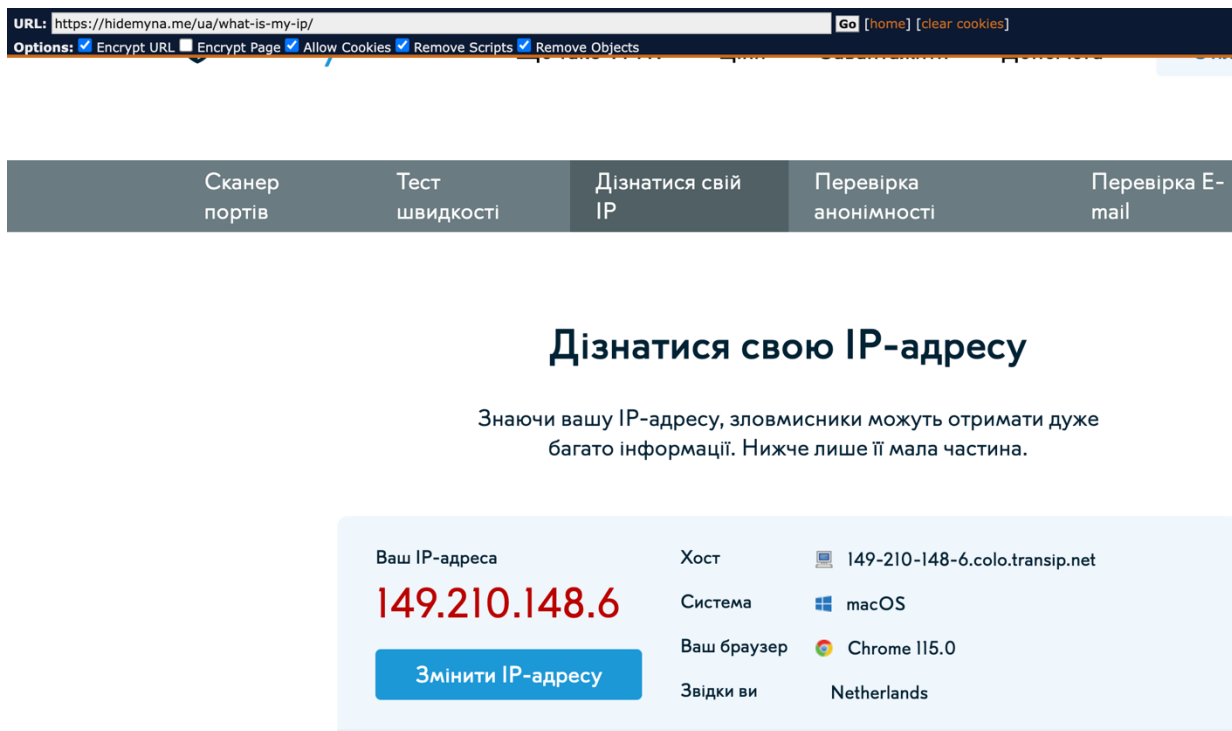 URL: https://hidemyna.me/ua/what-is-my-ip/ Go [home] [clear cookies]
Options: Encrypt URL Encrypt Page Allow Cookies Remove Scripts Remove Objects
Сканер портів
Тест швидкості
Дізнатися свій IP
Перевірка анонімності
Перевірка E-mail
Дізнатися свою IP-адресу
Знаючи вашу IP-адресу, зловмисники можуть отримати дуже
багато інформації. Нижче лише її мала частина.
Ваш IP-адреса
149.210.148.6
Змінити IP-адресу
Хост 149-210-148-6.colo.transip.net
Система macOS
Ваш браузер Chrome 115.0
Звідки ви Netherlands